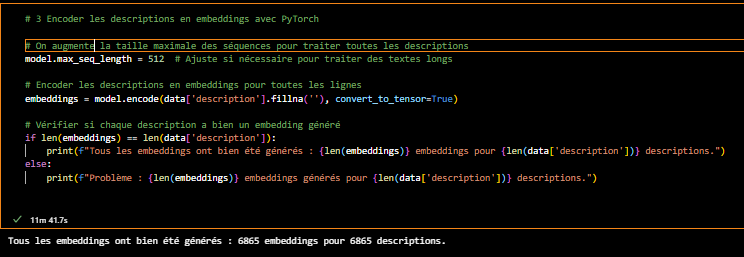 # 3 Encoder les descriptions en embeddings avec PyTorch
# On augmente la taille maximale des séquences pour traiter toutes les descriptions
model.max_seq_length = 512  # Ajuste si nécessaire pour traiter des textes longs
# Encoder les descriptions en embeddings pour toutes les lignes
embeddings = model.encode(data['description'].fillna(''), convert_to_tensor=True)
# Vérifier si chaque description a bien un embedding généré
if len(embeddings) == len(data['description']):
    print(f"Tous les embeddings ont bien été générés : {len(embeddings)} embeddings pour {len(data['description'])} descriptions.")
else:
    print(f"Problème : {len(embeddings)} embeddings générés pour {len(data['description'])} descriptions.")
11m 41.7s
Tous les embeddings ont bien été générés : 6865 embeddings pour 6865 descriptions.